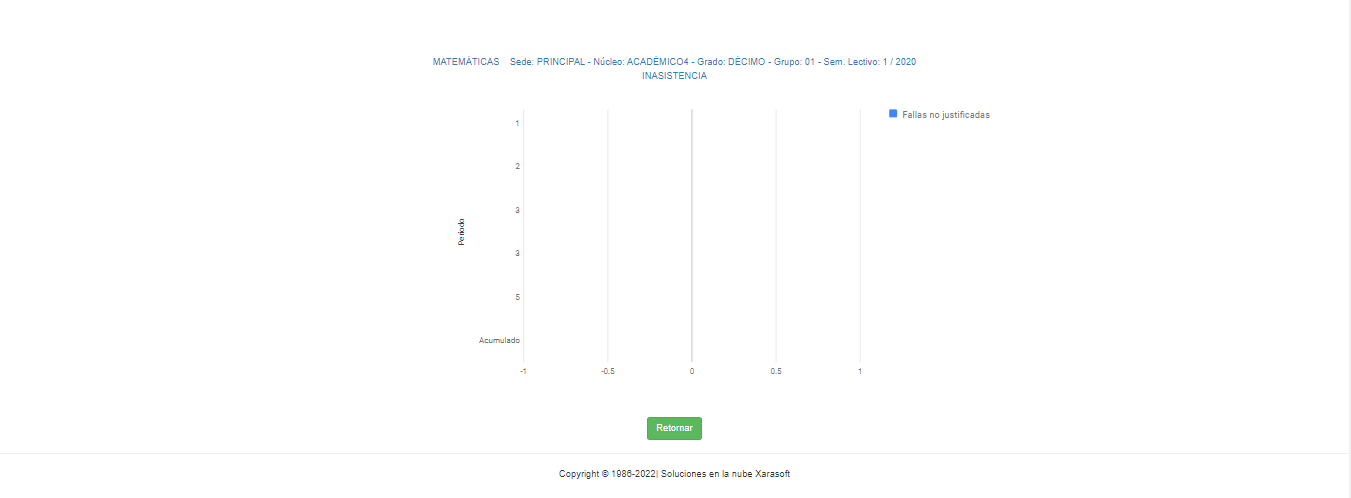 MATEMÁTICAS Sede: PRINCIPAL - Núcleo: ACADÉMICO4 - Grado: DÉCIMO - Grupo: 01 - Sem. Lectivo: 1 / 2020
INASISTENCIA
Fallas no justificadas
Periodo
1
2
3
3
5
Acumulado
-1 -0.5 0 0.5 1
Retornar
Copyright © 1986-2022| Soluciones en la nube Xarasoft